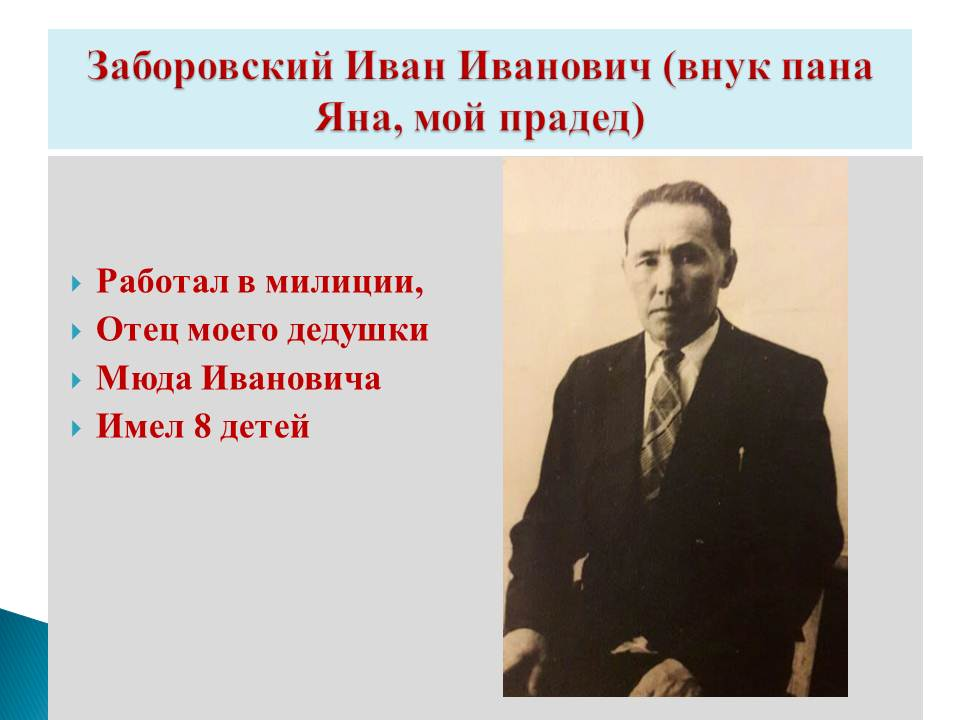 Заборовский Иван Иванович (внук пана
Яна, мой прадед)
Работал в милиции,
Отец моего дедушки
Мюда Ивановича
Имел 8 детей